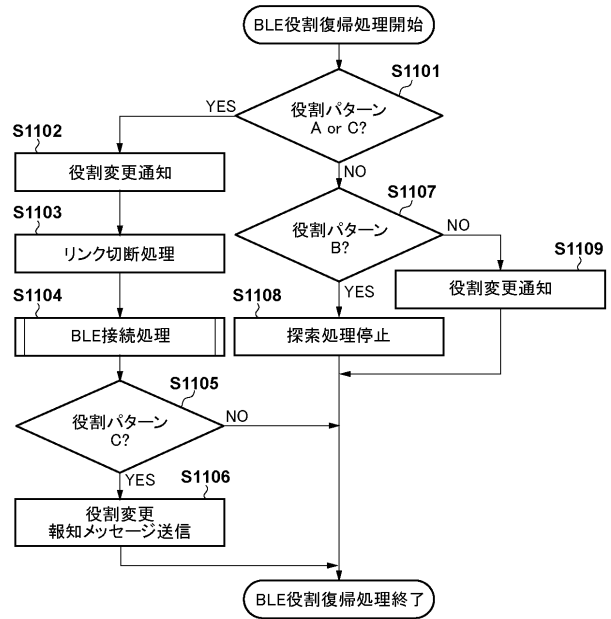 BLE役割復帰処理開始
S1101
役割パターン
A or C?
YES
NO
S1102
役割変更通知
S1103
リンク切断処理
S1104
BLE接続処理
S1105
役割パターン
C?
NO
YES
S1106
役割変更
報知メッセージ送信
S1107
役割パターン
B?
NO
YES
S1108
探索処理停止
S1109
役割変更通知
BLE役割復帰処理終了